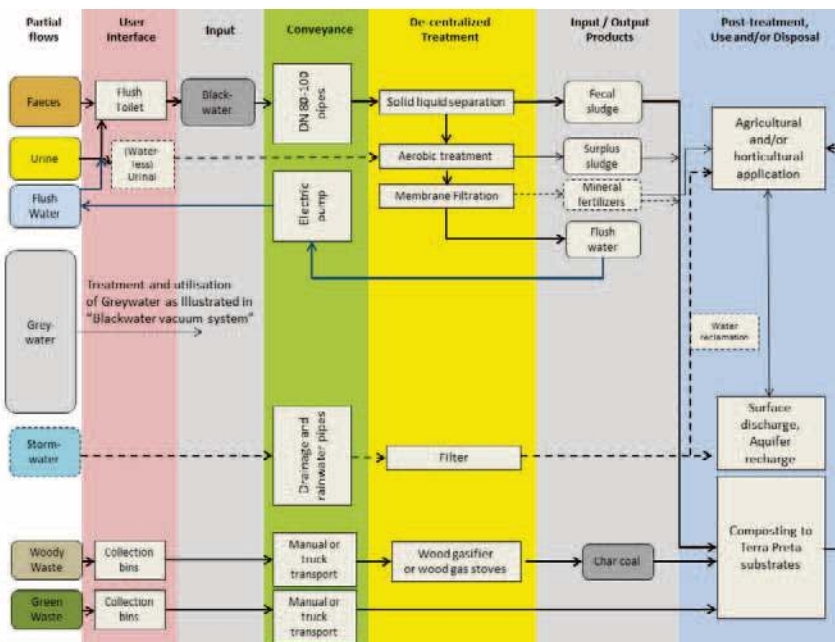 Partial
flows
User
Interface
Input
Conveyance
De-centralized
Treatment
Input / Output
Products
Post-treatment,
Use and/or Disposal
Faeces
Flush
Toilet
Black-
water
DN 80-100
pipes
Solid liquid separation
Fecal
sludge
Agricultural
and/or
horticultural
application
Urine
(Water-
less)
Urinal
Aerobic treatment
Surplus
sludge
Flush
Water
Electric
pump
Membrane Filtration
Mineral
fertilizers
Flush
water
Grey-
water
Treatment and utilisation
of Greywater as Illustrated in
"Blackwater vacuum system"
Water
reclamation
Storm-
water
Drainage and
rainwater pipes
Filter
Surface
discharge,
Aquifer
recharge
Woody
Waste
Collection
bins
Manual or
truck
transport
Wood gasifier
or wood gas stoves
Char coal
Composting to
Terra Preta
substrates
Green
Waste
Collection
bins
Manual or
truck
transport